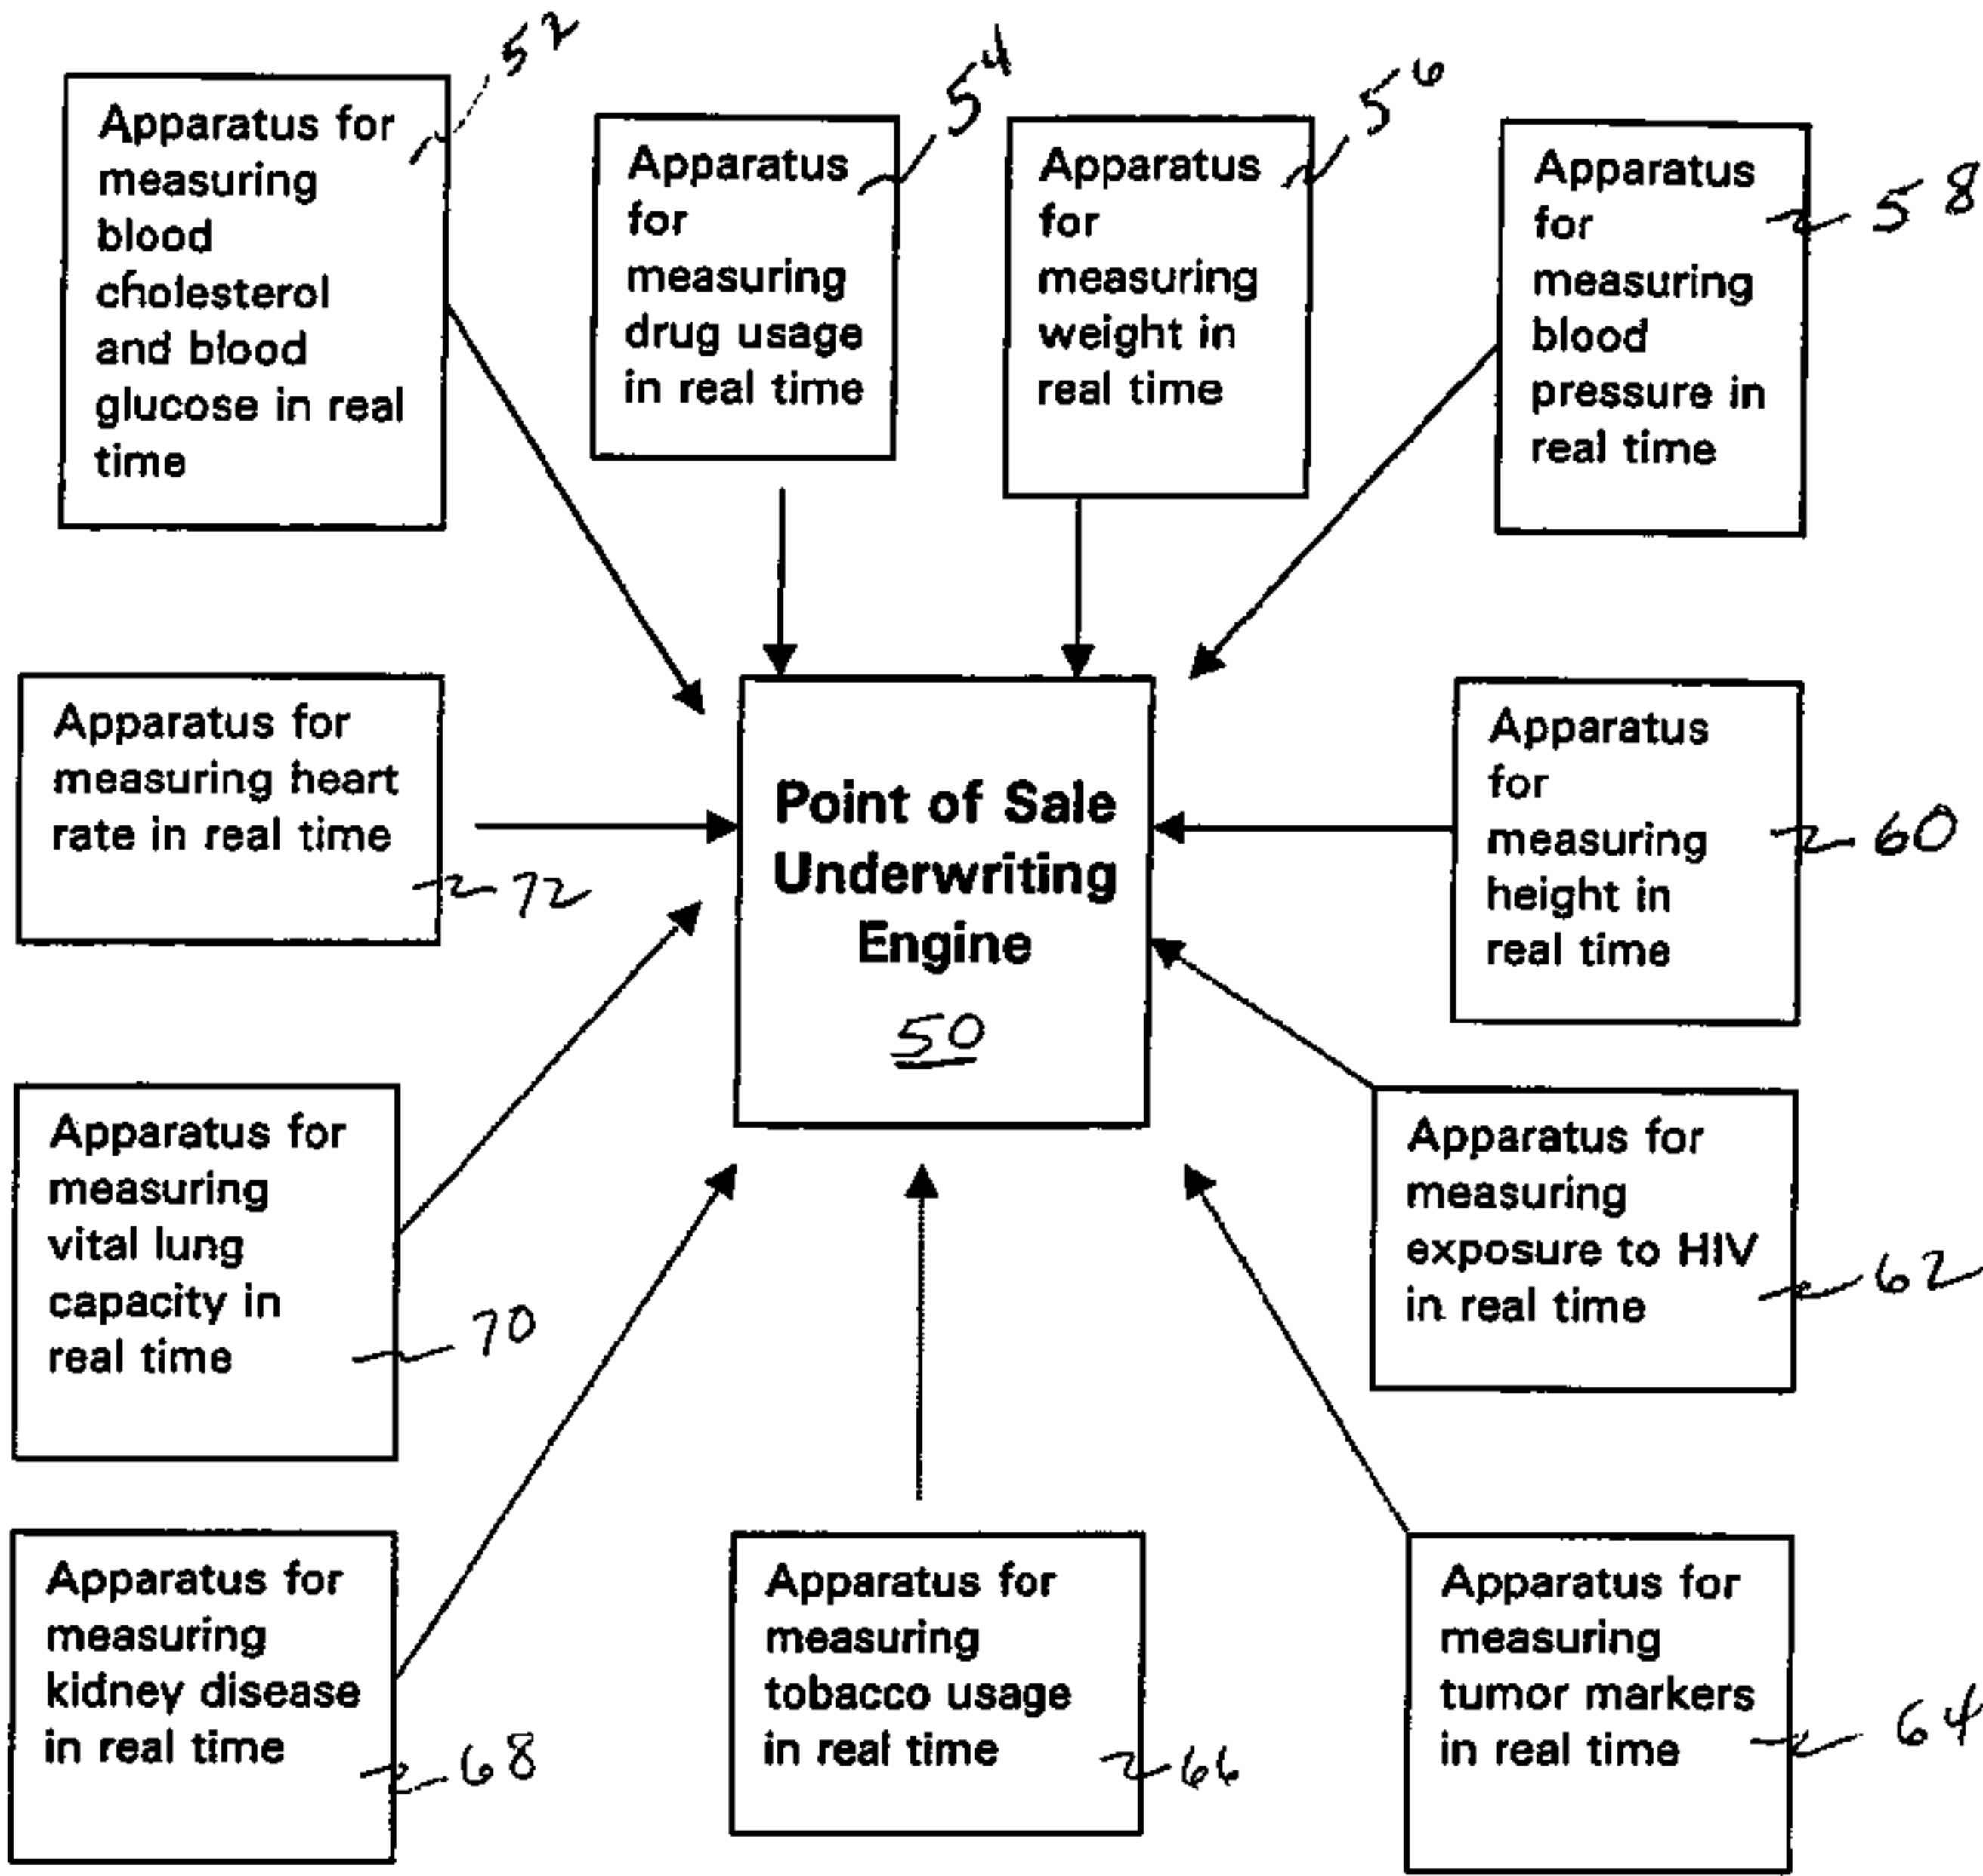 52
Apparatus for
measuring
blood
cholesterol
and blood
glucose in real
time
54
Apparatus
for
measuring
drug usage
in real time
56
Apparatus
for
measuring
weight in
real time
58
Apparatus
for
measuring
blood
pressure in
real time
Apparatus for
measuring heart
rate in real time
72
Point of Sale
Underwriting
Engine
50
Apparatus
for
measuring
height in
real time
60
Apparatus for
measuring
vital lung
capacity in
real time
70
Apparatus for
measuring
exposure to HIV
in real time
62
Apparatus for
measuring
kidney disease
in real time
68
Apparatus for
measuring
tobacco usage
in real time
66
Apparatus for
measuring
tumor markers
in real time
64